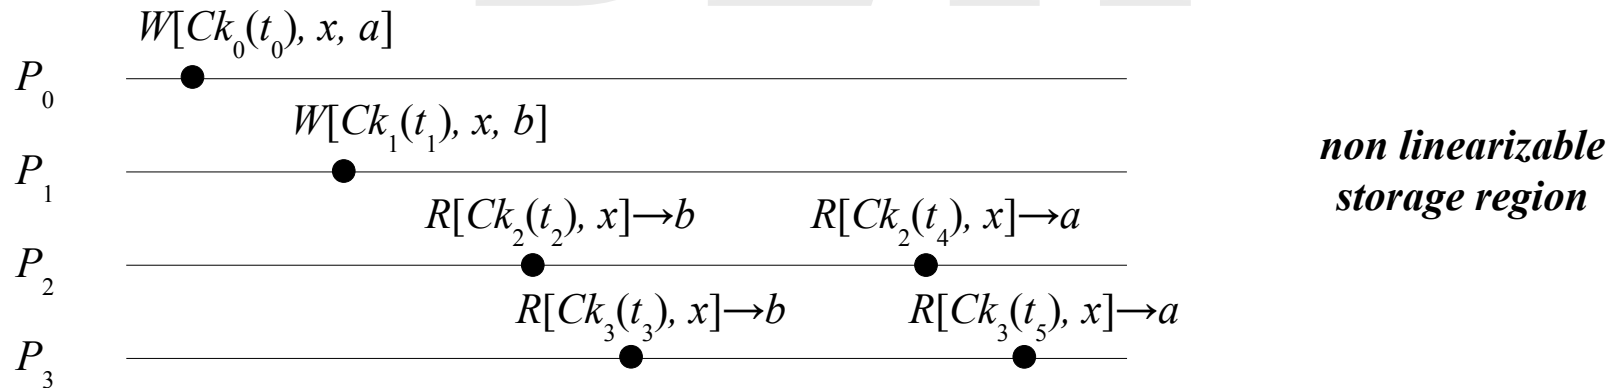 W[Ck₀(t₀), x, a]
P₀
W[Ck₁(t₁), x, b]
P₁
non linearizable
storage region
R[Ck₂(t₂), x]→b R[Ck₂(t₄), x]→a
P₂
R[Ck₃(t₃), x]→b R[Ck₃(t₅), x]→a
P₃